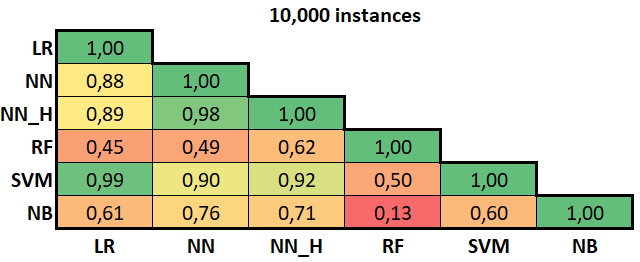 10,000 instances
LR 1,00
NN 0,88 1,00
NN_H 0,89 0,98 1,00
RF 0,45 0,49 0,62 1,00
SVM 0,99 0,90 0,92 0,50 1,00
NB 0,61 0,76 0,71 0,13 0,60 1,00
LR NN NN_H RF SVM NB